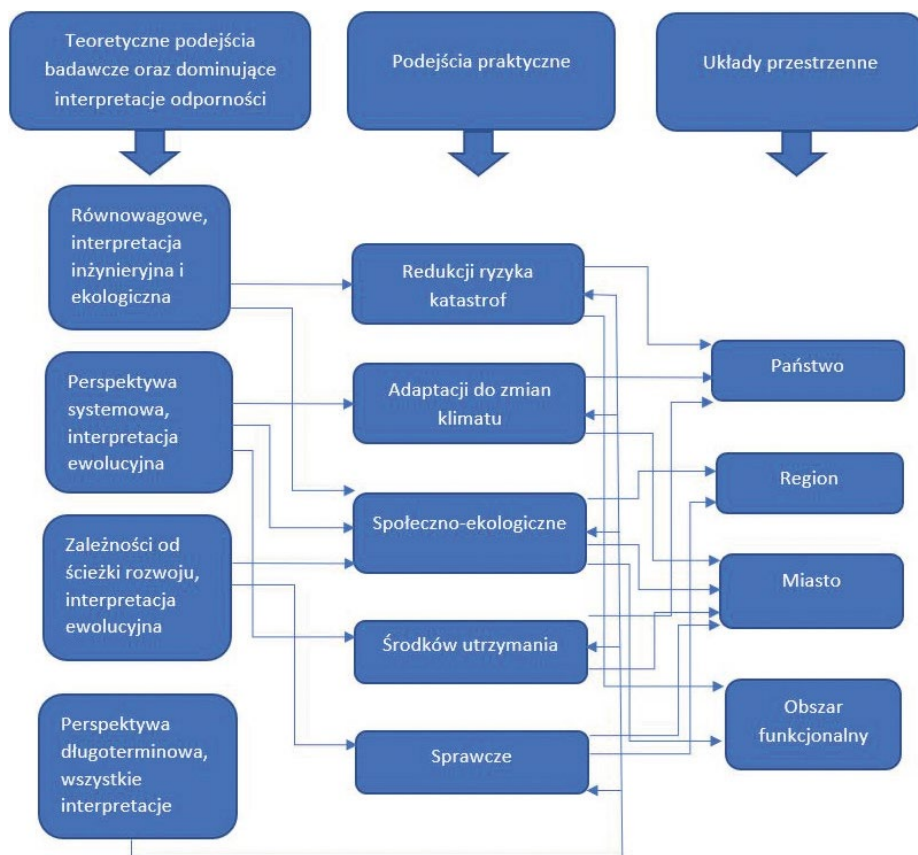 Teoretyczne podejścia
badawcze oraz dominujące
interpretacje odporności
Podejścia praktyczne
Układy przestrzenne
Równowagowe,
interpretacja
inżynieryjna i
ekologiczna
Perspektywa
systemowa,
interpretacja
ewolucyjna
Zależności od
ścieżki rozwoju,
interpretacja
ewolucyjna
Perspektywa
długoterminowa,
wszystkie
interpretacje
Redukcji ryzyka
katastrof
Adaptacji do zmian
klimatu
Społeczno-ekologiczne
Środków utrzymania
Sprawcze
Państwo
Region
Miasto
Obszar
funkcjonalny